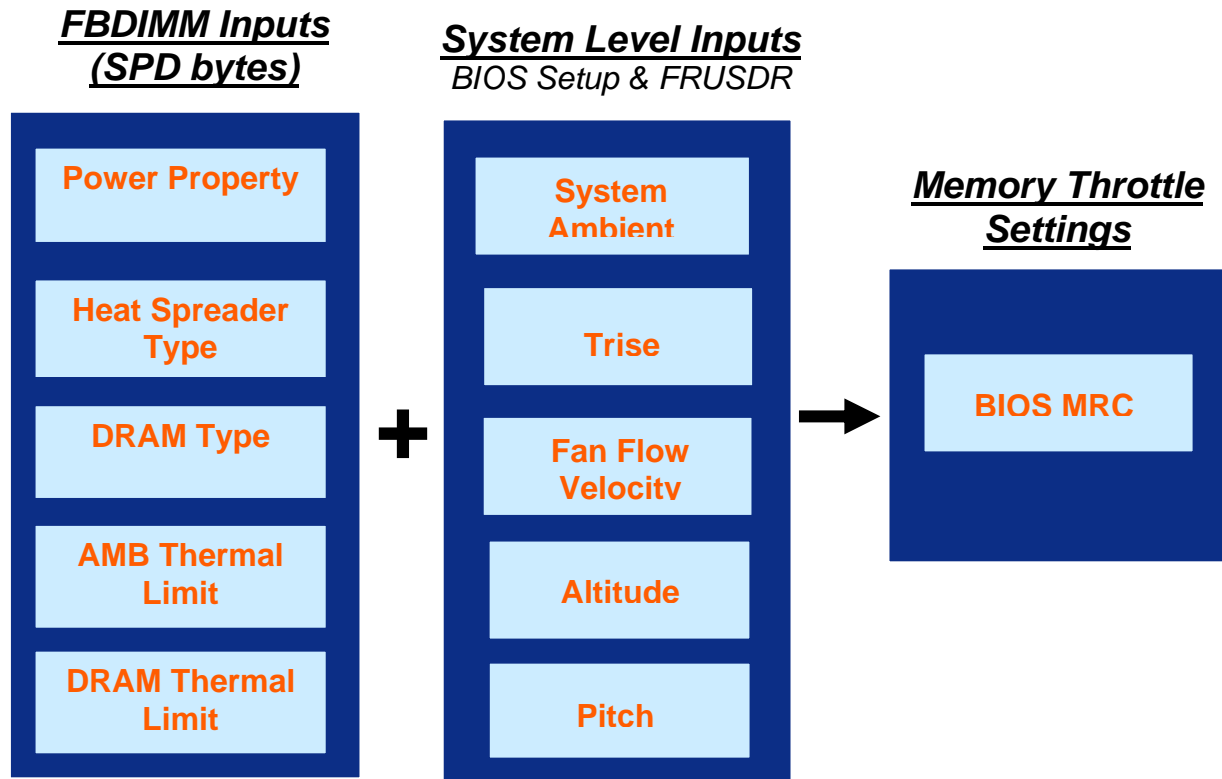 FBDIMM Inputs
(SPD bytes)
Power Property
Heat Spreader
Type
DRAM Type
AMB Thermal
Limit
DRAM Thermal
Limit
+
System Level Inputs
BIOS Setup & FRUSDR
System
Ambient
Trise
Fan Flow
Velocity
Altitude
Pitch
Memory Throttle
Settings
BIOS MRC